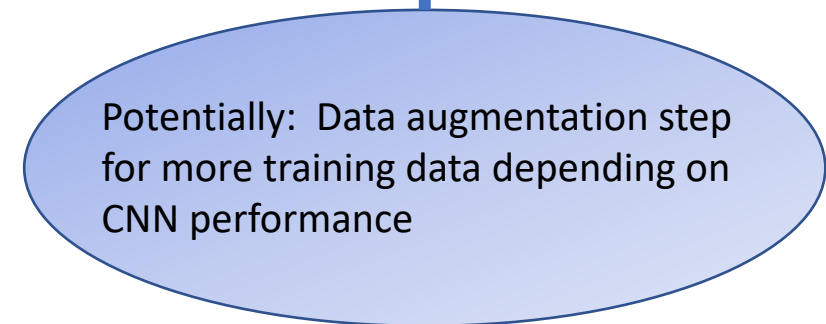 Potentially:  Data augmentation step
for more training data depending on
CNN performance